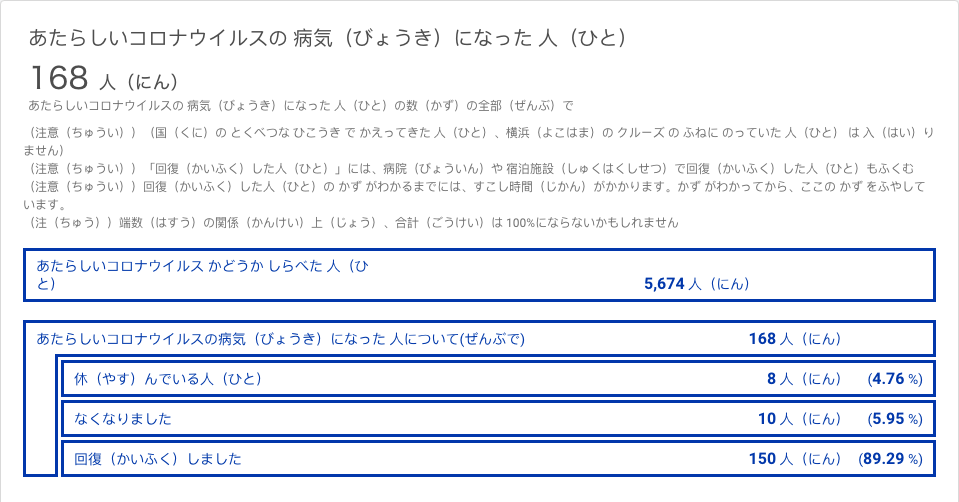 あたらしいコロナウイルスの 病気（びょうき）になった 人（ひと）
168 人（にん）
あたらしいコロナウイルスの 病気（びょうき）になった 人（ひと）の数（かず）の全部（ぜんぶ）で
（注意（ちゅうい））（国（くに）の とくべつな ひこうき で かえってきた 人（ひと）、横浜（よこはま）の クルーズ の ふねに のっていた 人（ひと） は 入（はい）り
ません）
（注意（ちゅうい））「回復（かいふく）した人（ひと）」には、病院（びょういん）や 宿泊施設（しゅくはくしせつ）で回復（かいふく）した人（ひと）もふくむ
（注意（ちゅうい））回復（かいふく）した人（ひと）の かず がわかるまでには、すこし時間（じかん）がかかります。かず がわかってから、ここの かず をふやして
います。
（注（ちゅう））端数（はすう）の関係（かんけい）上（じょう）、合計（ごうけい）は 100%にならないかもしれません
あたらしいコロナウイルス かどうか しらべた 人（ひ
と） 5,674 人（にん）
あたらしいコロナウイルスの病気（びょうき）になった 人について(ぜんぶで) 168 人（にん）
休（やす）んでいる人（ひと） 8 人（にん） (4.76 %)
なくなりました 10 人（にん） (5.95 %)
回復（かいふく）しました 150 人（にん） (89.29 %)